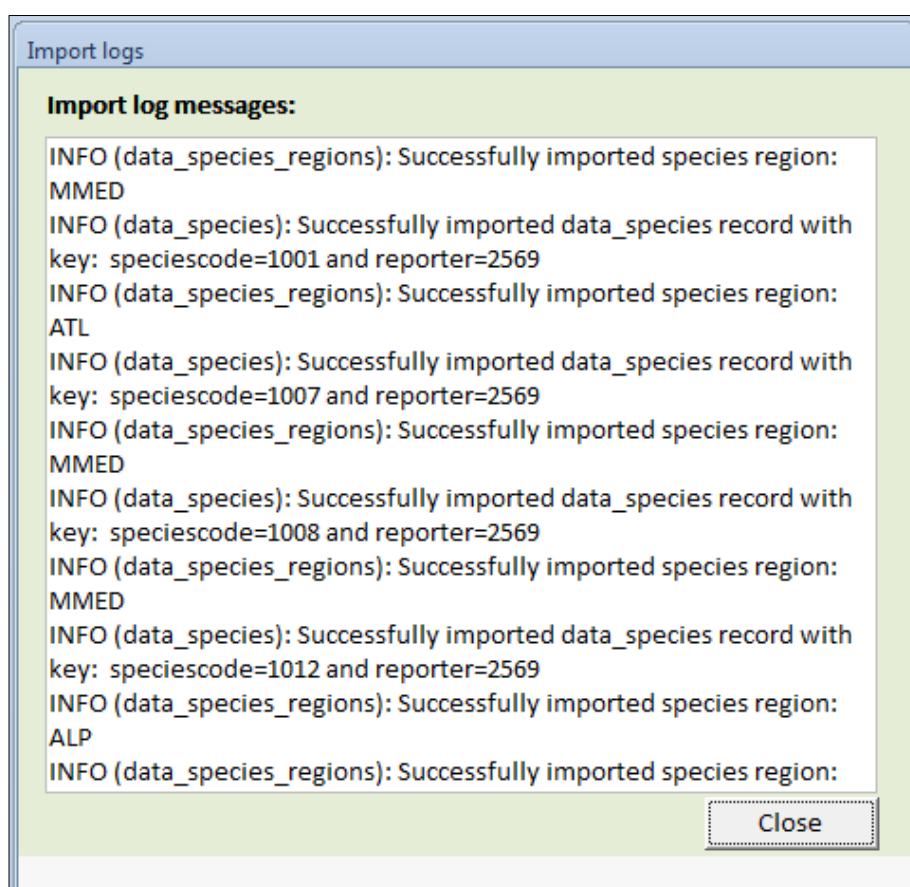 Import logs
Import log messages:
INFO (data_species_regions): Successfully imported species region:
MMED
INFO (data_species): Successfully imported data_species record with
key:  speciescode=1001 and reporter=2569
INFO (data_species_regions): Successfully imported species region:
ATL
INFO (data_species): Successfully imported data_species record with
key:  speciescode=1007 and reporter=2569
INFO (data_species_regions): Successfully imported species region:
MMED
INFO (data_species): Successfully imported data_species record with
key:  speciescode=1008 and reporter=2569
INFO (data_species_regions): Successfully imported species region:
MMED
INFO (data_species): Successfully imported data_species record with
key:  speciescode=1012 and reporter=2569
INFO (data_species_regions): Successfully imported species region:
ALP
INFO (data_species_regions): Successfully imported species region:
Close